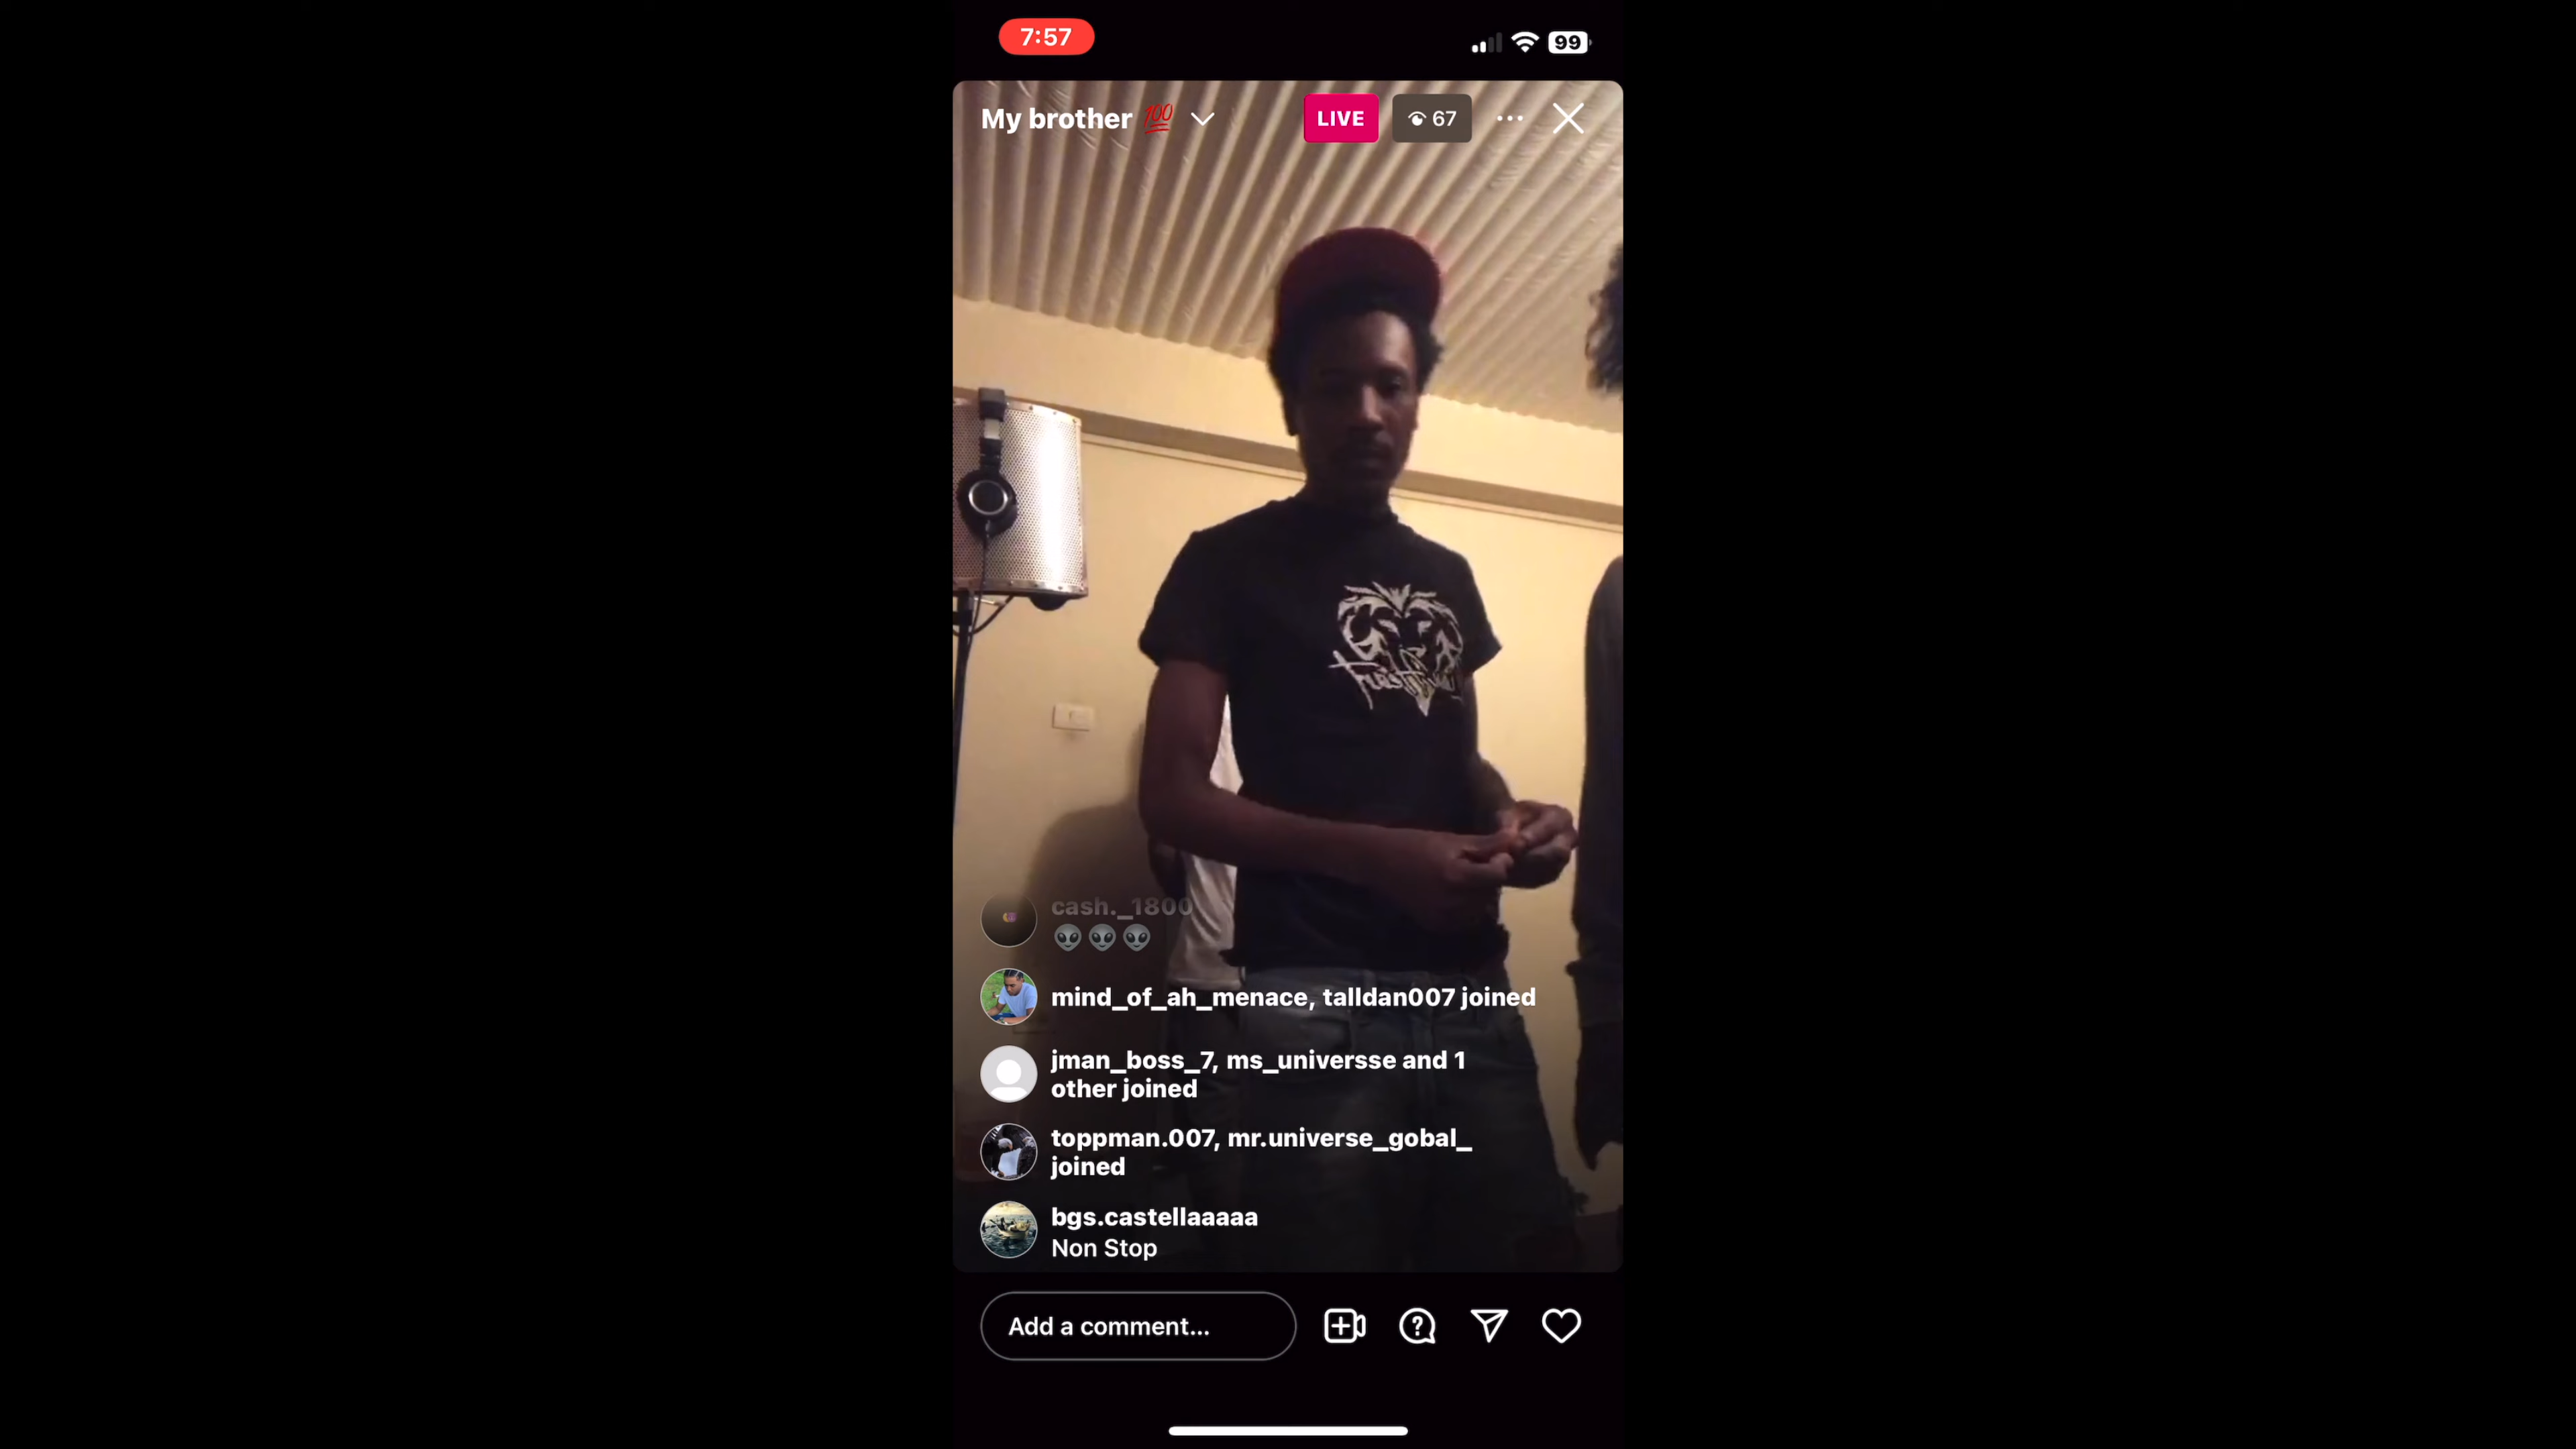 7:57
99
My brother 💯
LIVE
67
cash._1800
👽👽👽
mind_of_ah_menace, talldan007 joined
jman_boss_7, ms_universse and 1
other joined
toppman.007, mr.universe_gobal_
joined
bgs.castellaaaaa
Non Stop
Add a comment...